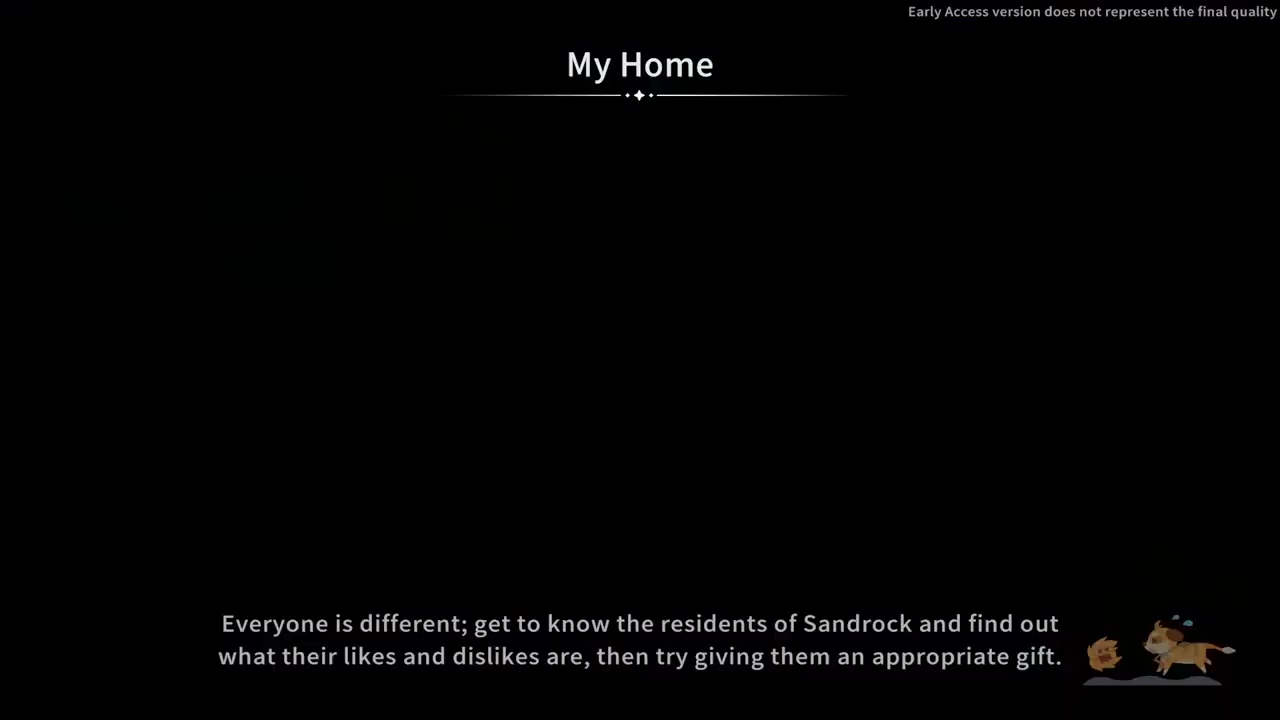 Early Access version does not represent the final quality
My Home
Everyone is different; get to know the residents of Sandrock and find out
what their likes and dislikes are, then try giving them an appropriate gift.